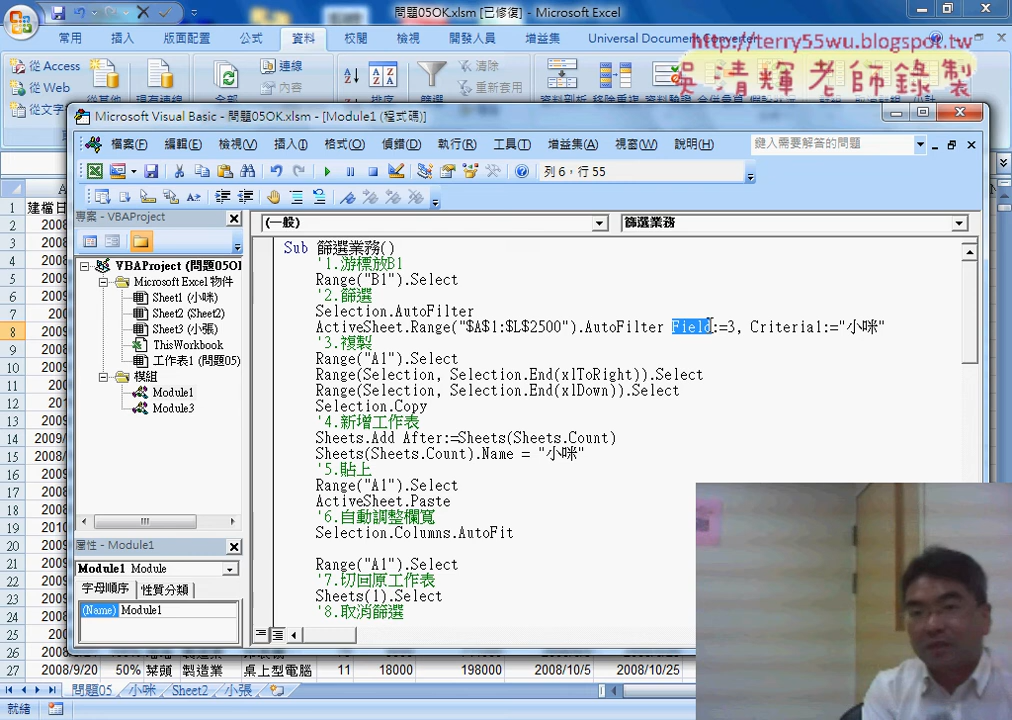 問題05OK.xlsm [已修復] - Microsoft Excel
常用 插入 版面配置 公式 資料 校閱 檢視 開發人員 增益集 Universal Document Converter
http://terry55wu.blogspot.tw
吳清輝老師錄製
從 Access
從 Web
從文字
連線
內容
清除
重新套用
Microsoft Visual Basic - 問題05OK.xlsm - [Module1 (程式碼)]
檔案(F) 編輯(E) 檢視(V) 插入(I) 格式(O) 偵錯(D) 執行(R) 工具(T) 增益集(A) 視窗(W) 說明(H)
鍵入需要解答的問題
列 6，行 55
專案 - VBAProject
VBAProject (問題05O
Microsoft Excel 物件
Sheet1 (小咪)
Sheet2 (Sheet2)
Sheet3 (小張)
ThisWorkbook
工作表1 (問題05)
模組
Module1
Module3
屬性 - Module1
Module1 Module
字母順序 性質分類
(Name) Module1
(一般) 篩選業務
Sub 篩選業務()
'1.游標放B1
Range("B1").Select
'2.篩選
Selection.AutoFilter
ActiveSheet.Range("$A$1:$L$2500").AutoFilter Field:=3, Criteria1:="小咪"
'3.複製
Range("A1").Select
Range(Selection, Selection.End(xlToRight)).Select
Range(Selection, Selection.End(xlDown)).Select
Selection.Copy
'4.新增工作表
Sheets.Add After:=Sheets(Sheets.Count)
Sheets(Sheets.Count).Name = "小咪"
'5.貼上
Range("A1").Select
ActiveSheet.Paste
'6.自動調整欄寬
Selection.Columns.AutoFit
Range("A1").Select
'7.切回原工作表
Sheets(1).Select
'8.取消篩選
27 2008/9/20 50% 葉頭 製造業 桌上型電腦 11 18000 198000 2008/10/5 2008/10/25
問題05 小咪 Sheet2 小張
就緒